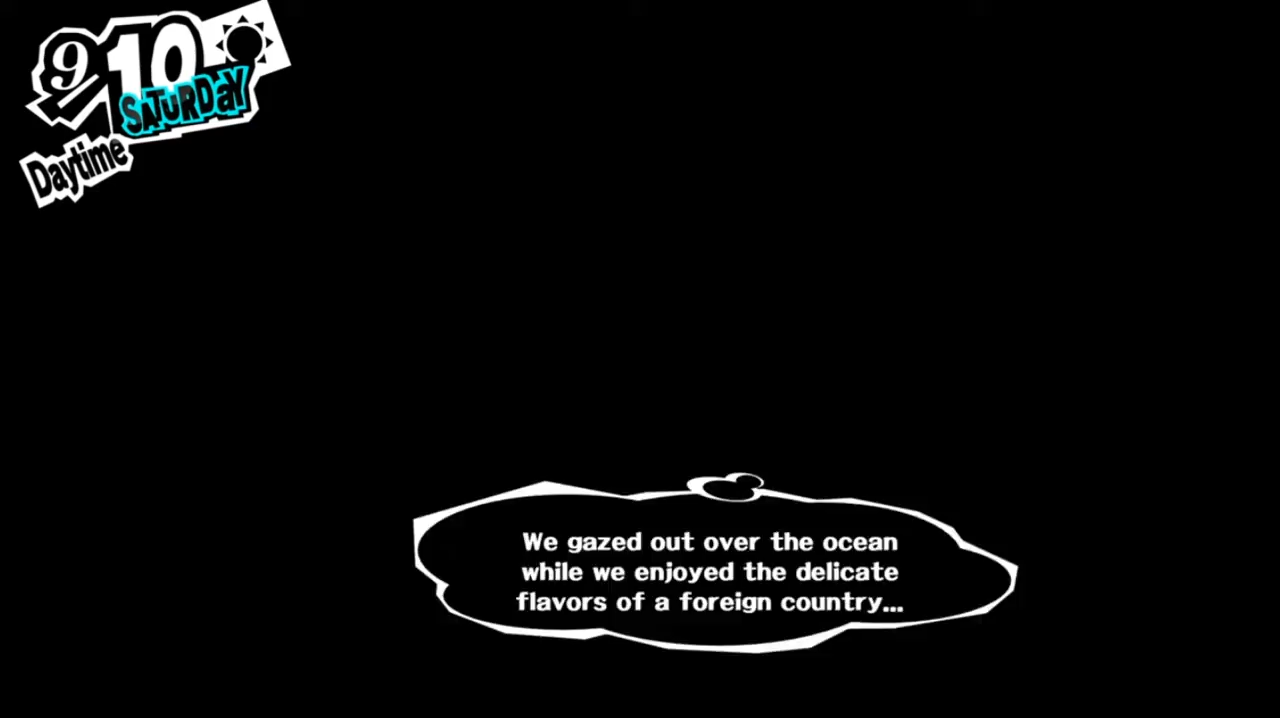 9/10
SATURDAY
Daytime
We gazed out over the ocean
while we enjoyed the delicate
flavors of a foreign country...